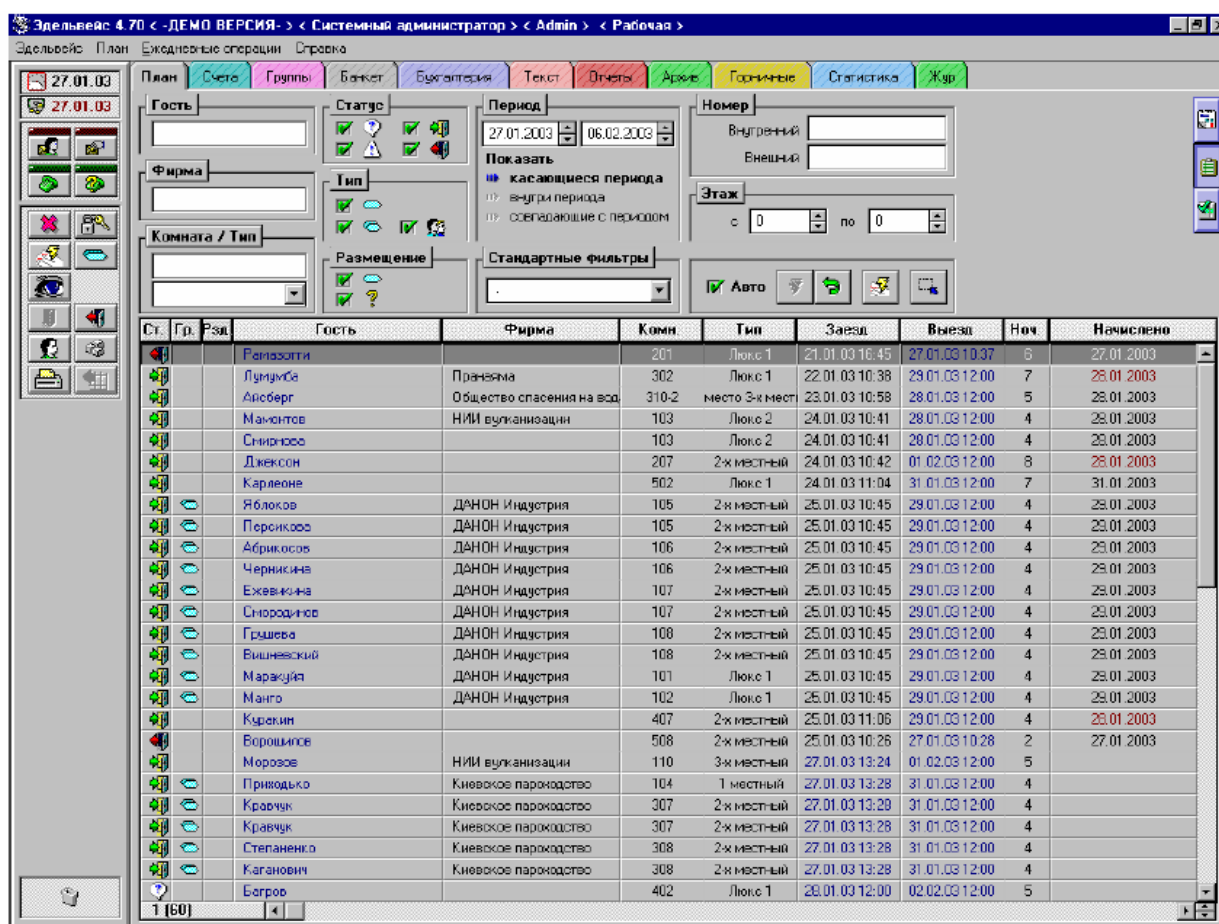 Эдельвейс 4.70 < -ДЕМО ВЕРСИЯ- > < Системный администратор > < Admin > < Рабочая >
Эдельвейс План Ежедневные операции Справка
27.01.03
27.01.03
План Счета Группы Банкет Бухгалтерия Текст Отчеты Архив Горничные Статистика Жур
Гость Статус Период Номер
27.01.2003 06.02.2003 Внутренний
Внешний
Фирма Показать
Тип касающиеся периода
внутри периода Этаж
совпадающие с периодом с 0 по 0
Комната / Тип
Размещение Стандартные фильтры
? Авто
Ст. Гр. Рзд Гость Фирма Комн. Тип Заезд Выезд Ноч Начислено
Рамазотти 201 Люкс 1 21.01.03 16:45 27.01.03 10:37 6 27.01.2003
Лумумба Пранаяма 302 Люкс 1 22.01.03 10:38 29.01.03 12:00 7 28.01.2003
Айсберг Общество спасения на вод 310-2 место 3-х мест 23.01.03 10:58 28.01.03 12:00 5 28.01.2003
Мамонтов НИИ вулканизации 103 Люкс 2 24.01.03 10:41 28.01.03 12:00 4 28.01.2003
Смирнова 103 Люкс 2 24.01.03 10:41 28.01.03 12:00 4 28.01.2003
Джексон 207 2-х местный 24.01.03 10:42 01.02.03 12:00 8 28.01.2003
Карлеоне 502 Люкс 1 24.01.03 11:04 31.01.03 12:00 7 31.01.2003
Яблоков ДАНОН Индустрия 105 2-х местный 25.01.03 10:45 29.01.03 12:00 4 29.01.2003
Персикова ДАНОН Индустрия 105 2-х местный 25.01.03 10:45 29.01.03 12:00 4 29.01.2003
Абрикосов ДАНОН Индустрия 106 2-х местный 25.01.03 10:45 29.01.03 12:00 4 29.01.2003
Черникина ДАНОН Индустрия 106 2-х местный 25.01.03 10:45 29.01.03 12:00 4 29.01.2003
Ежевикина ДАНОН Индустрия 107 2-х местный 25.01.03 10:45 29.01.03 12:00 4 29.01.2003
Смородинов ДАНОН Индустрия 107 2-х местный 25.01.03 10:45 29.01.03 12:00 4 29.01.2003
Грушева ДАНОН Индустрия 108 2-х местный 25.01.03 10:45 29.01.03 12:00 4 29.01.2003
Вишневский ДАНОН Индустрия 108 2-х местный 25.01.03 10:45 29.01.03 12:00 4 29.01.2003
Маракуйя ДАНОН Индустрия 101 Люкс 1 25.01.03 10:45 29.01.03 12:00 4 29.01.2003
Манго ДАНОН Индустрия 102 Люкс 1 25.01.03 10:45 29.01.03 12:00 4 29.01.2003
Куракин 407 2-х местный 25.01.03 11:06 29.01.03 12:00 4 28.01.2003
Ворошилов 508 2-х местный 25.01.03 10:26 27.01.03 10:28 2 27.01.2003
Морозов НИИ вулканизации 110 3-х местный 27.01.03 13:24 01.02.03 12:00 5
Приходько Киевское пароходство 104 1 местный 27.01.03 13:28 31.01.03 12:00 4
Кравчук Киевское пароходство 307 2-х местный 27.01.03 13:28 31.01.03 12:00 4
Кравчук Киевское пароходство 307 2-х местный 27.01.03 13:28 31.01.03 12:00 4
Степаненко Киевское пароходство 308 2-х местный 27.01.03 13:28 31.01.03 12:00 4
Каганович Киевское пароходство 308 2-х местный 27.01.03 13:28 31.01.03 12:00 4
Багров 402 Люкс 1 28.01.03 12:00 02.02.03 12:00 5
1 (60)